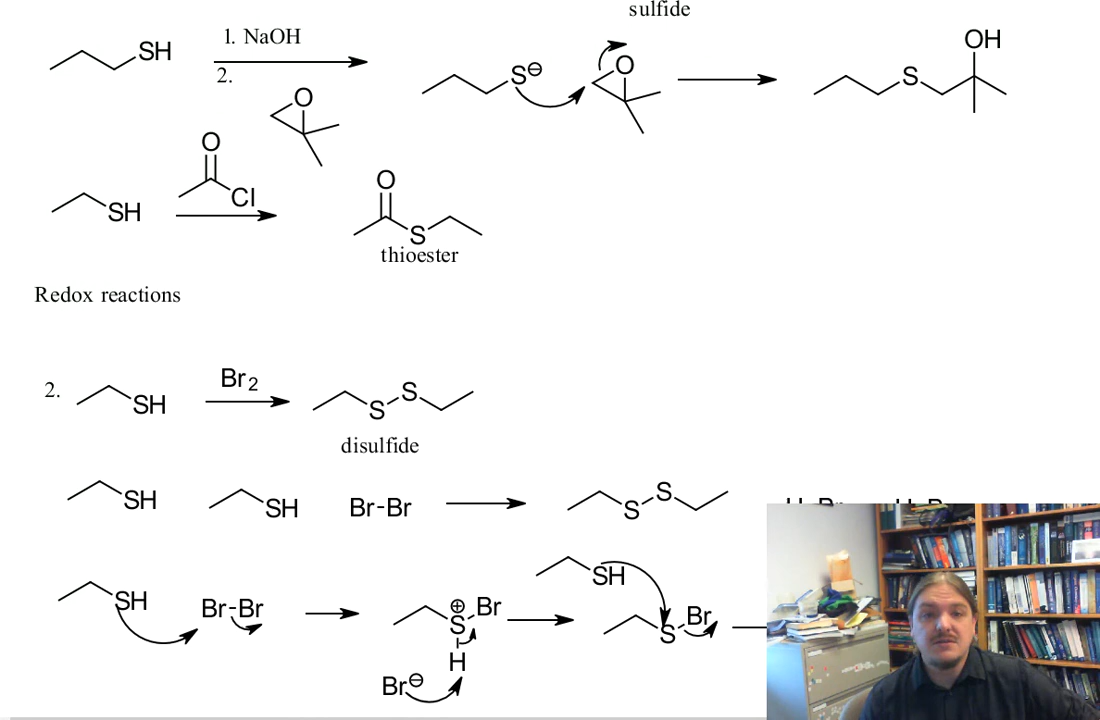 sulfide
SH
1. NaOH
2.
O
S⊖
O
S
OH
O
Cl
SH
O
S
thioester
Redox reactions
2.
SH
Br2
S
S
disulfide
SH
SH
Br-Br
S
S
SH
Br-Br
⊕
S
Br
H
Br⊖
SH
S
Br